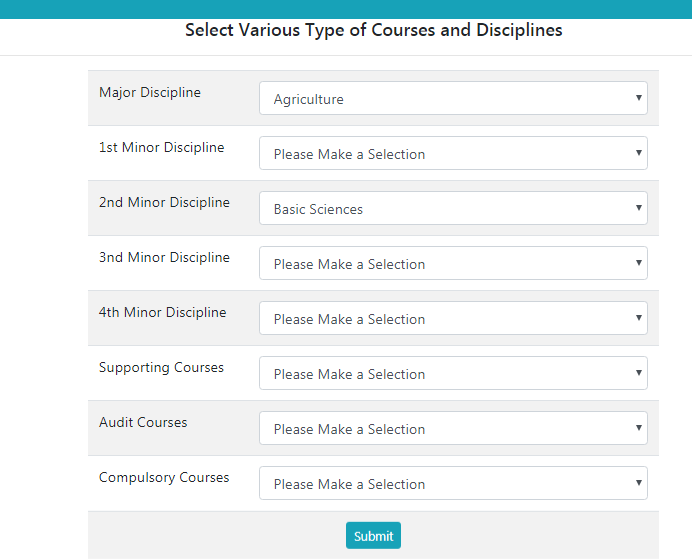 Select Various Type of Courses and Disciplines
Major Discipline Agriculture
1st Minor Discipline Please Make a Selection
2nd Minor Discipline Basic Sciences
3nd Minor Discipline Please Make a Selection
4th Minor Discipline Please Make a Selection
Supporting Courses Please Make a Selection
Audit Courses Please Make a Selection
Compulsory Courses Please Make a Selection
Submit